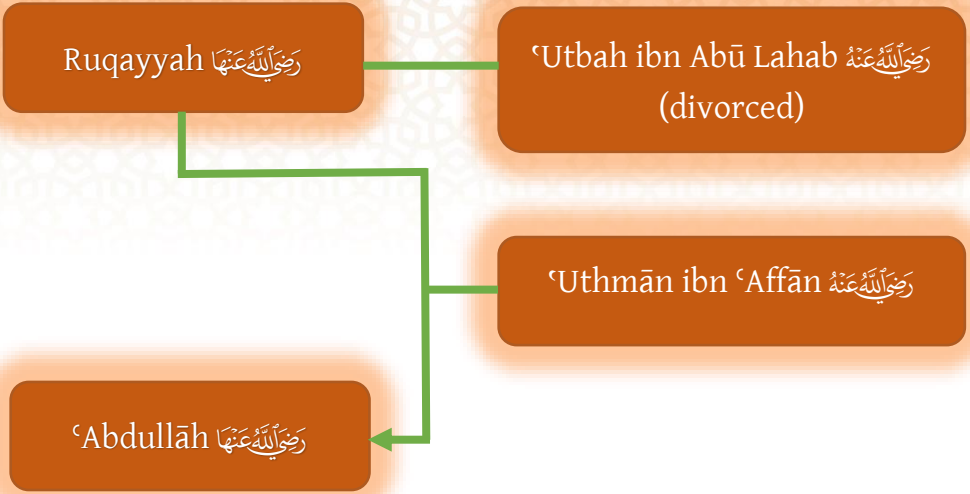 Ruqayyah رَضِيَ ٱللَّهُ عَنْهَا
ʿUtbah ibn Abū Lahab رَضِيَ ٱللَّهُ عَنْهُ
(divorced)
ʿUthmān ibn ʿAffān رَضِيَ ٱللَّهُ عَنْهُ
ʿAbdullāh رَضِيَ ٱللَّهُ عَنْهَا